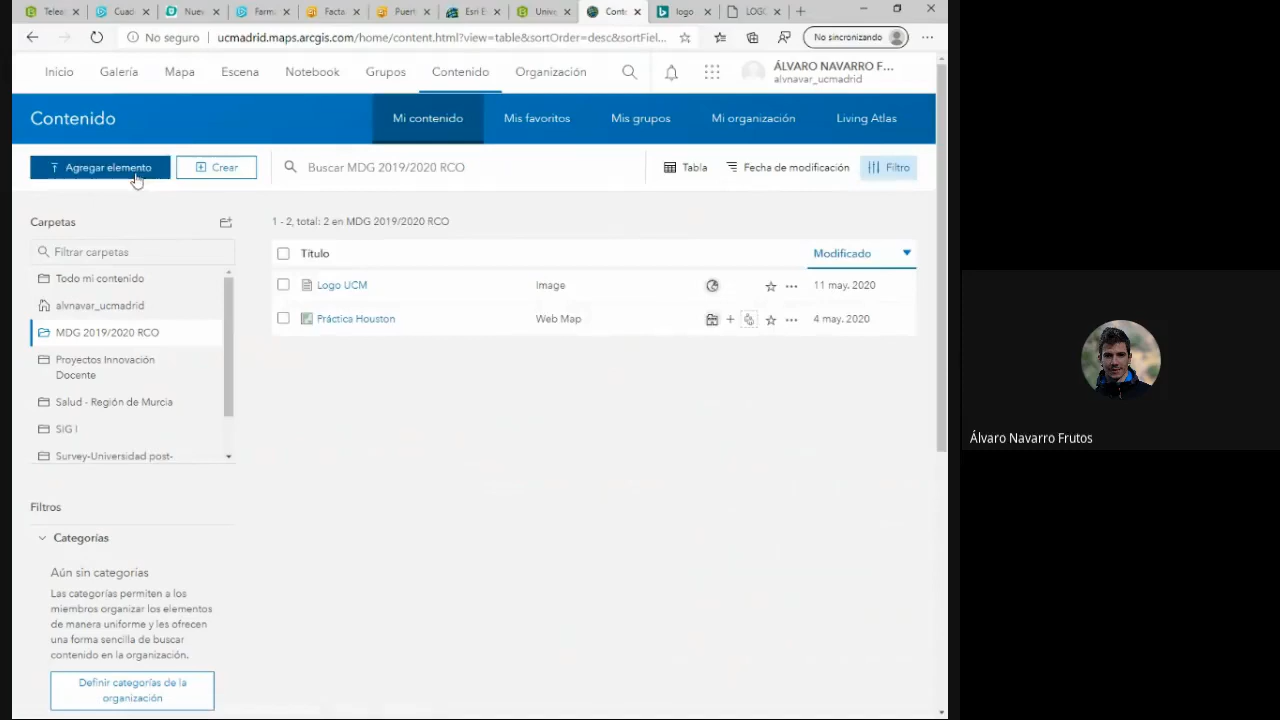 Telea
Cuad
Nuev
Farm
Facta
Puert
Esri E
Unive
Conte
logo
LOGO
No seguro
ucmadrid.maps.arcgis.com/home/content.html?view=table&sortOrder=desc&sortFiel...
No sincronizando
Inicio
Galería
Mapa
Escena
Notebook
Grupos
Contenido
Organización
ÁLVARO NAVARRO F...
alvnavar_ucmadrid
Contenido
Mi contenido
Mis favoritos
Mis grupos
Mi organización
Living Atlas
Agregar elemento
Crear
Buscar MDG 2019/2020 RCO
Tabla
Fecha de modificación
Filtro
Carpetas
Filtrar carpetas
Todo mi contenido
alvnavar_ucmadrid
MDG 2019/2020 RCO
Proyectos Innovación
Docente
Salud - Región de Murcia
SIG I
Survey-Universidad post-
1 - 2, total: 2 en MDG 2019/2020 RCO
Título
Modificado
Logo UCM
Image
11 may. 2020
Práctica Houston
Web Map
4 may. 2020
Filtros
Categorías
Aún sin categorías
Las categorías permiten a los
miembros organizar los elementos
de manera uniforme y les ofrecen
una forma sencilla de buscar
contenido en la organización.
Definir categorías de la
organización
Álvaro Navarro Frutos